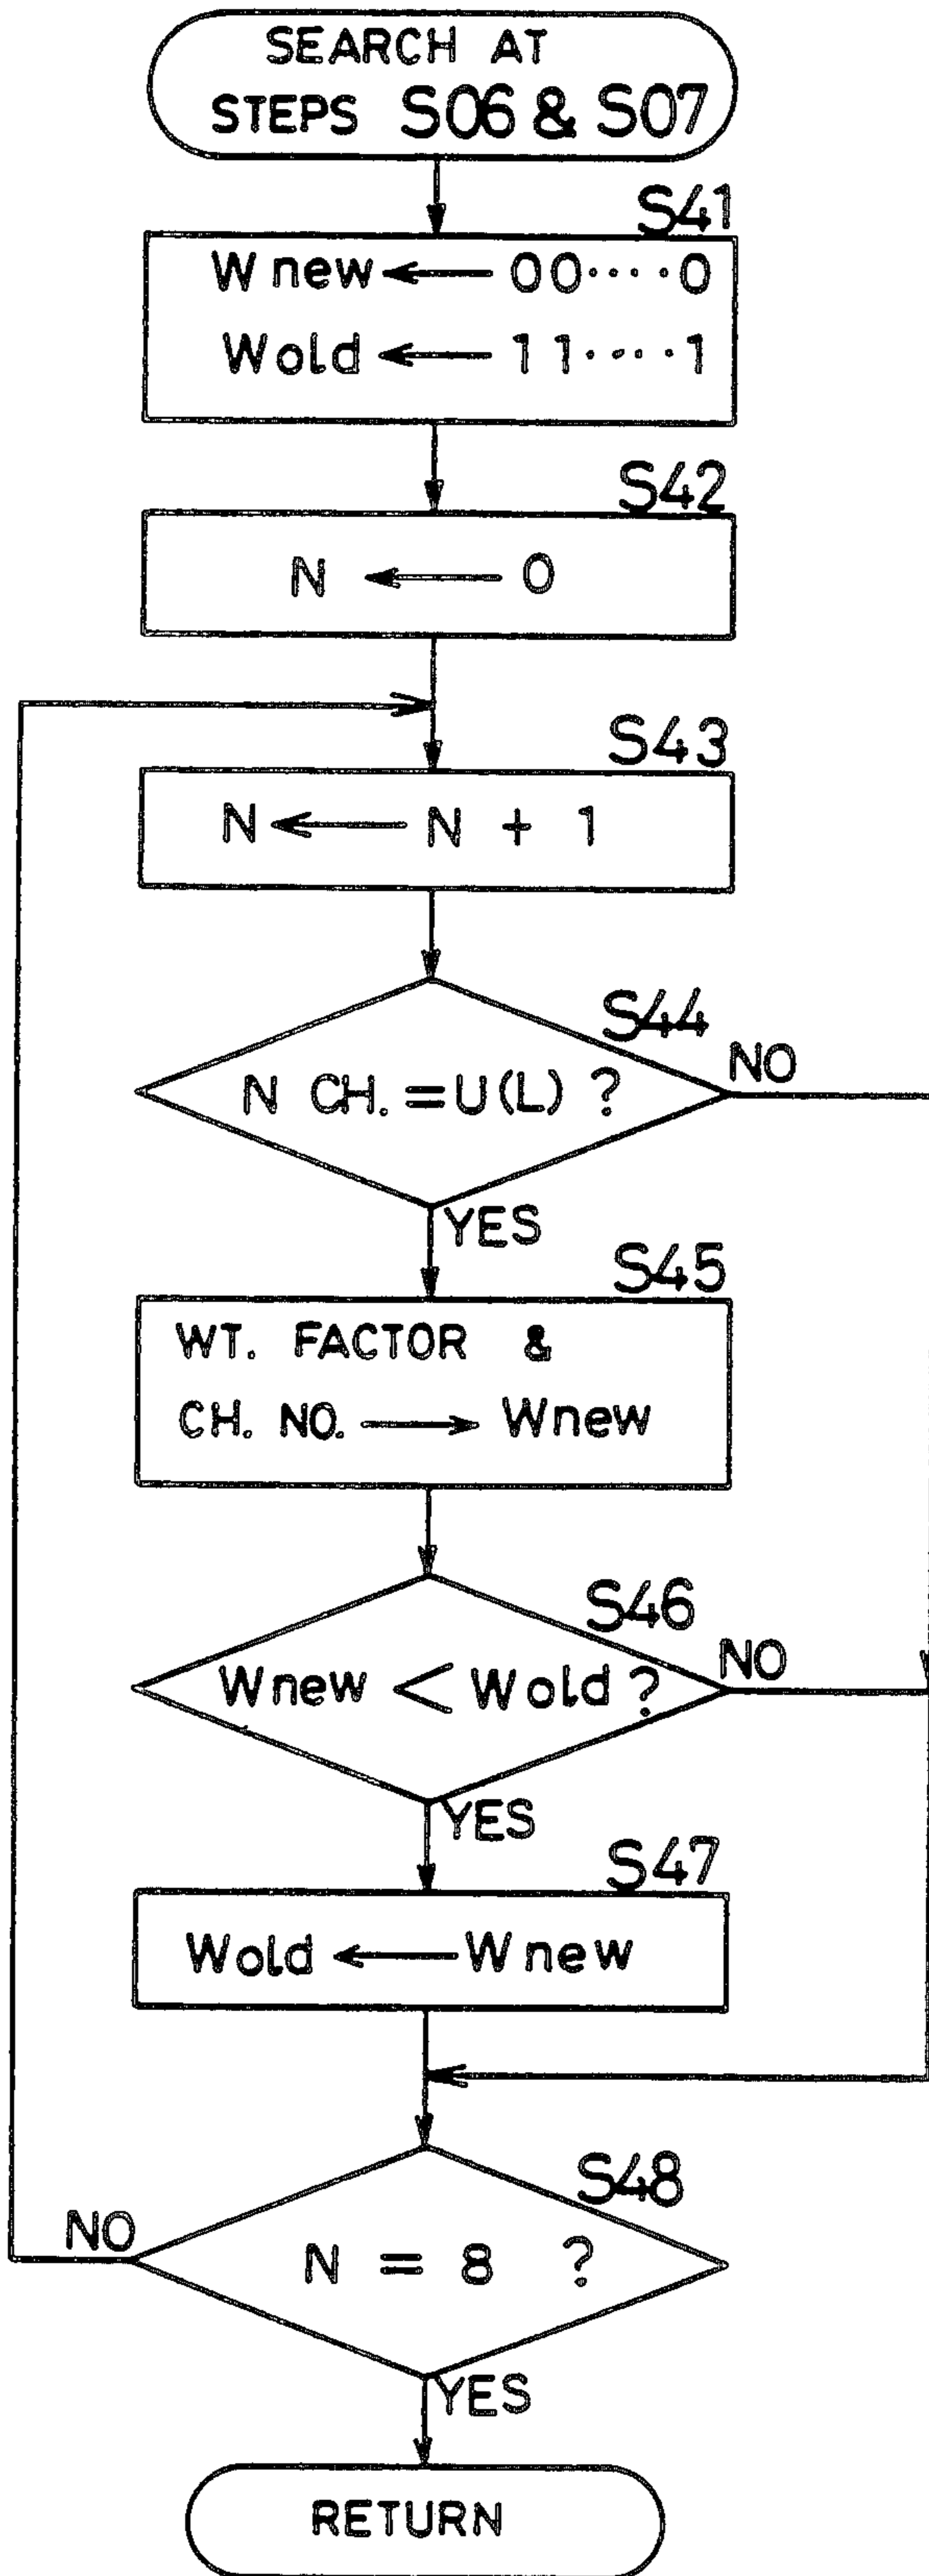 SEARCH AT
STEPS S06 & S07
S41
Wnew ← 00····0
Wold ← 11····1
S42
N ← 0
S43
N ← N + 1
S44
N CH. = U(L) ?
NO
YES
S45
WT. FACTOR &
CH. NO. → Wnew
S46
Wnew < Wold ?
NO
YES
S47
Wold ← Wnew
S48
N = 8 ?
NO
YES
RETURN